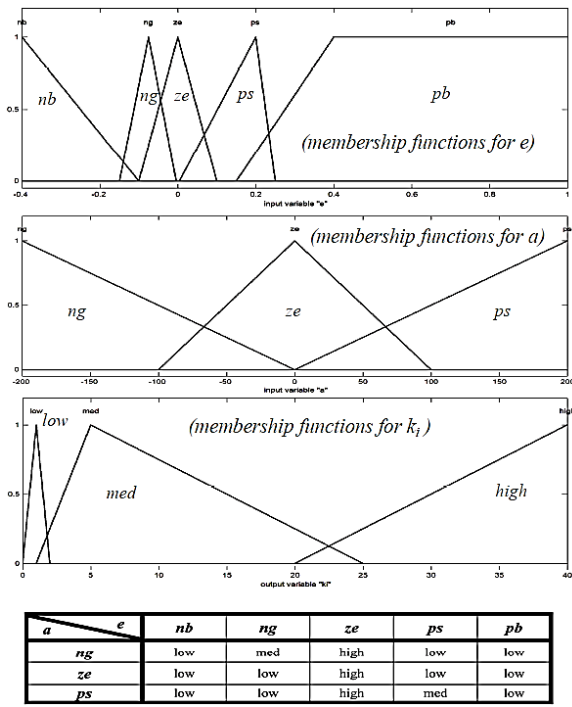 nb ng ze ps pb
1
nb ng ze ps pb
0.5
(membership functions for e)
0
-0.4 -0.2 0 0.2 0.4 0.6 0.8 1
input variable "e"
ng ze ps
(membership functions for a)
1
ng ze ps
0.5
0
-200 -150 -100 -50 0 50 100 150 200
input variable "a"
low med high
low (membership functions for ki )
1
med high
0.5
0
0 5 10 15 20 25 30 35 40
output variable "ki"
a e nb ng ze ps pb
ng low med high low low
ze low low high low low
ps low low high med low